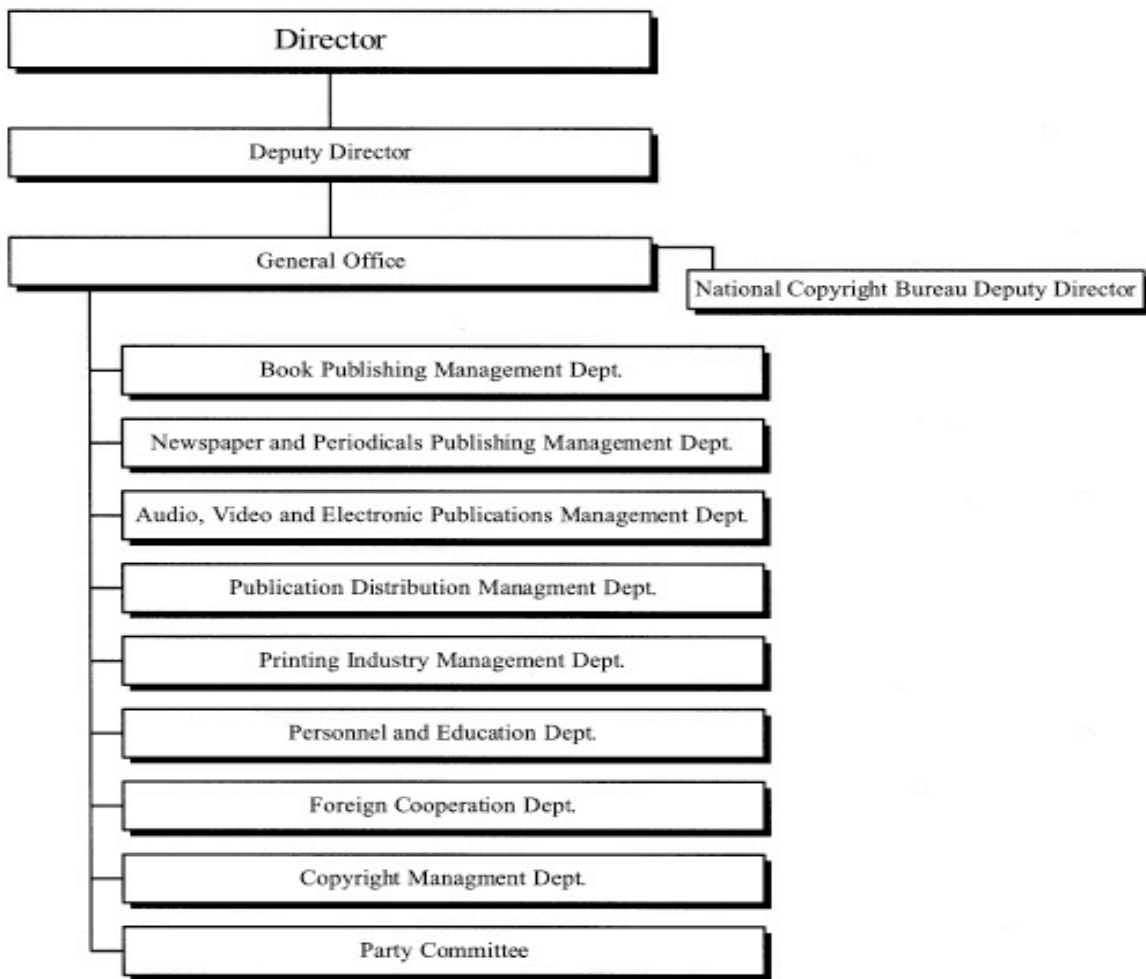 Director
Deputy Director
General Office
National Copyright Bureau Deputy Director
Book Publishing Management Dept.
Newspaper and Periodicals Publishing Management Dept.
Audio, Video and Electronic Publications Management Dept.
Publication Distribution Managment Dept.
Printing Industry Management Dept.
Personnel and Education Dept.
Foreign Cooperation Dept.
Copyright Managment Dept.
Party Committee